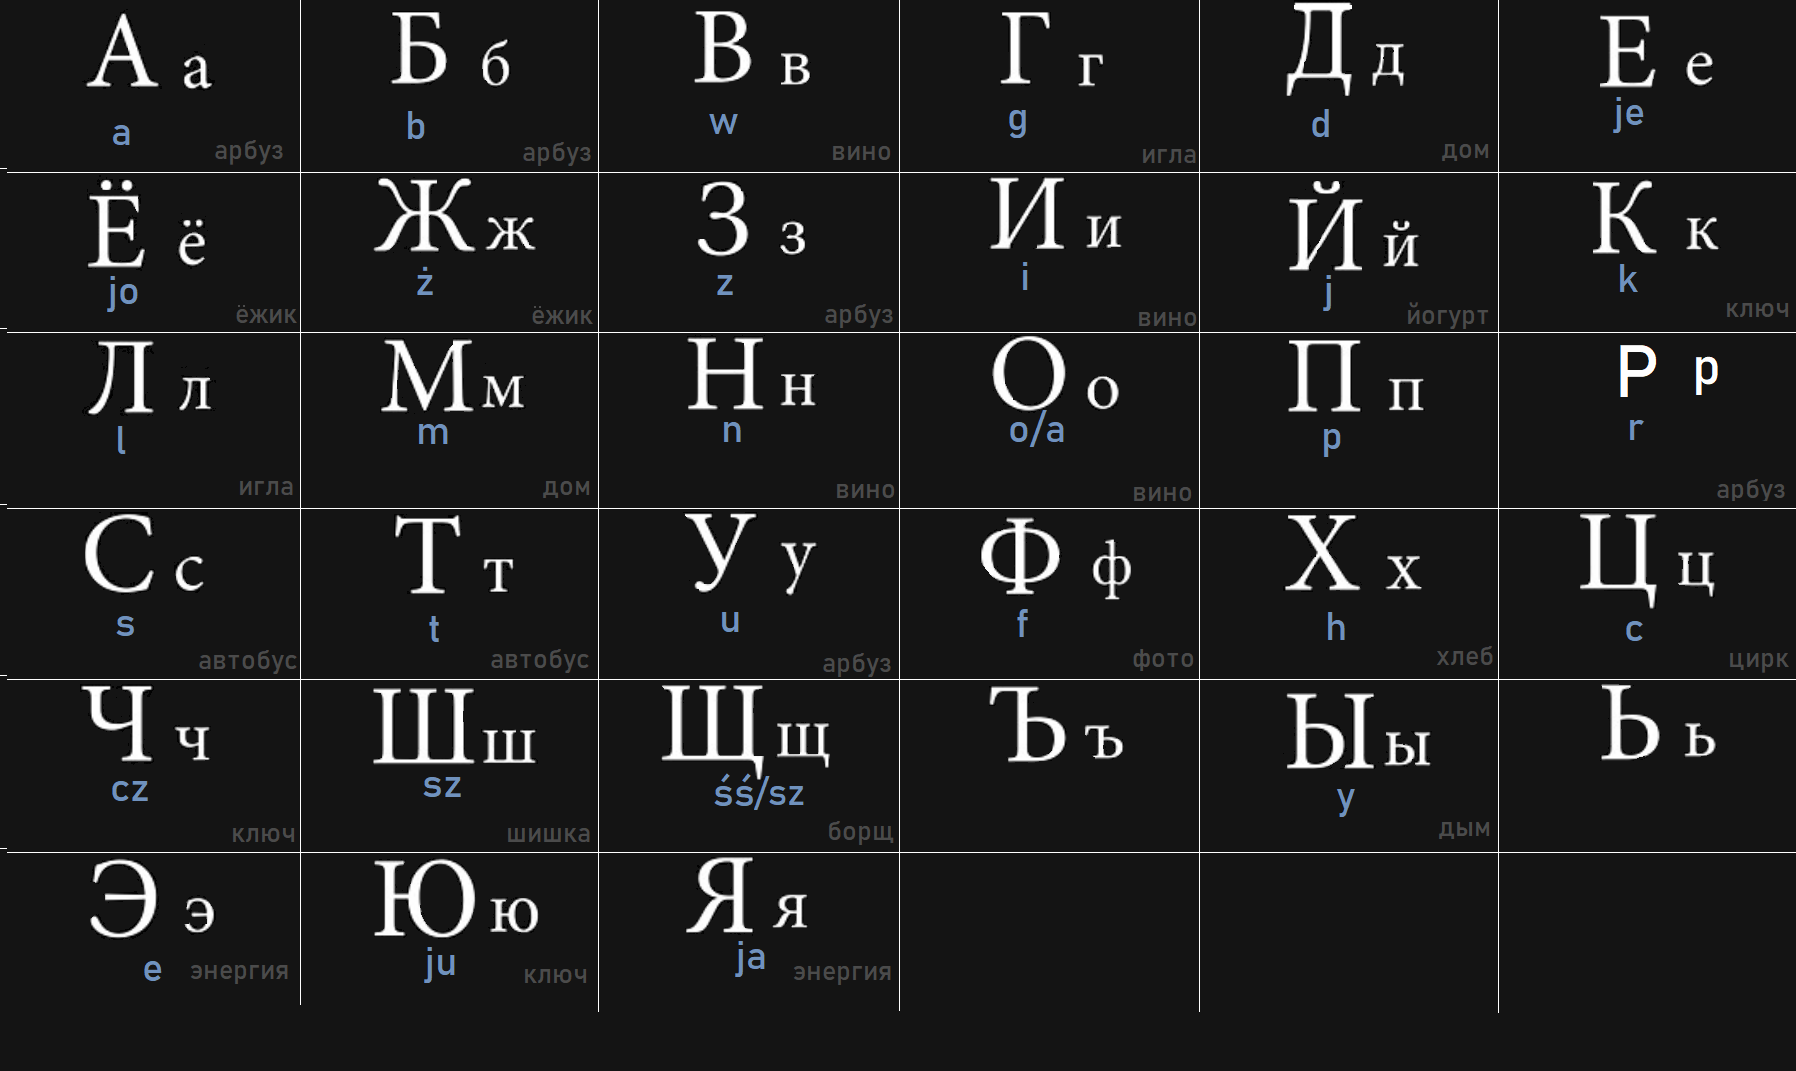 А а Б б В в Г г Д д Е е
a b w g d je
арбуз арбуз вино игла дом
Ё ё Ж ж З з И и Й й К к
jo ż z i j k
ёжик ёжик арбуз вино йогурт ключ
Л л М м Н н О о П п Р р
l m n o/a p r
игла дом вино вино арбуз
С с Т т У у Ф ф Х х Ц ц
s t u f h c
автобус автобус арбуз фото хлеб цирк
Ч ч Ш ш Щ щ Ъ ъ Ы ы Ь ь
cz sz śś/sz y
ключ шишка борщ дым
Э э Ю ю Я я
e ju ja
энергия ключ энергия